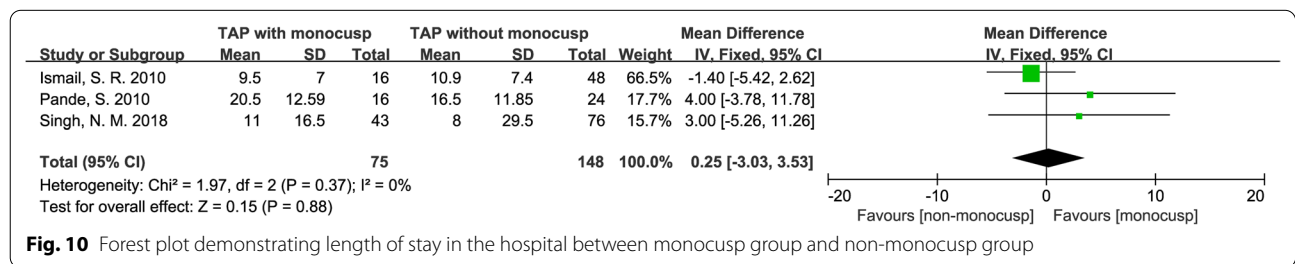 TAP with monocusp TAP without monocusp Mean Difference Mean Difference
Study or Subgroup Mean SD Total Mean SD Total Weight IV, Fixed, 95% CI IV, Fixed, 95% CI
Ismail, S. R. 2010 9.5 7 16 10.9 7.4 48 66.5% -1.40 [-5.42, 2.62]
Pande, S. 2010 20.5 12.59 16 16.5 11.85 24 17.7% 4.00 [-3.78, 11.78]
Singh, N. M. 2018 11 16.5 43 8 29.5 76 15.7% 3.00 [-5.26, 11.26]
Total (95% CI) 75 148 100.0% 0.25 [-3.03, 3.53]
Heterogeneity: Chi² = 1.97, df = 2 (P = 0.37); I² = 0%
Test for overall effect: Z = 0.15 (P = 0.88)
-20 -10 0 10 20
Favours [non-monocusp] Favours [monocusp]
Fig. 10 Forest plot demonstrating length of stay in the hospital between monocusp group and non-monocusp group